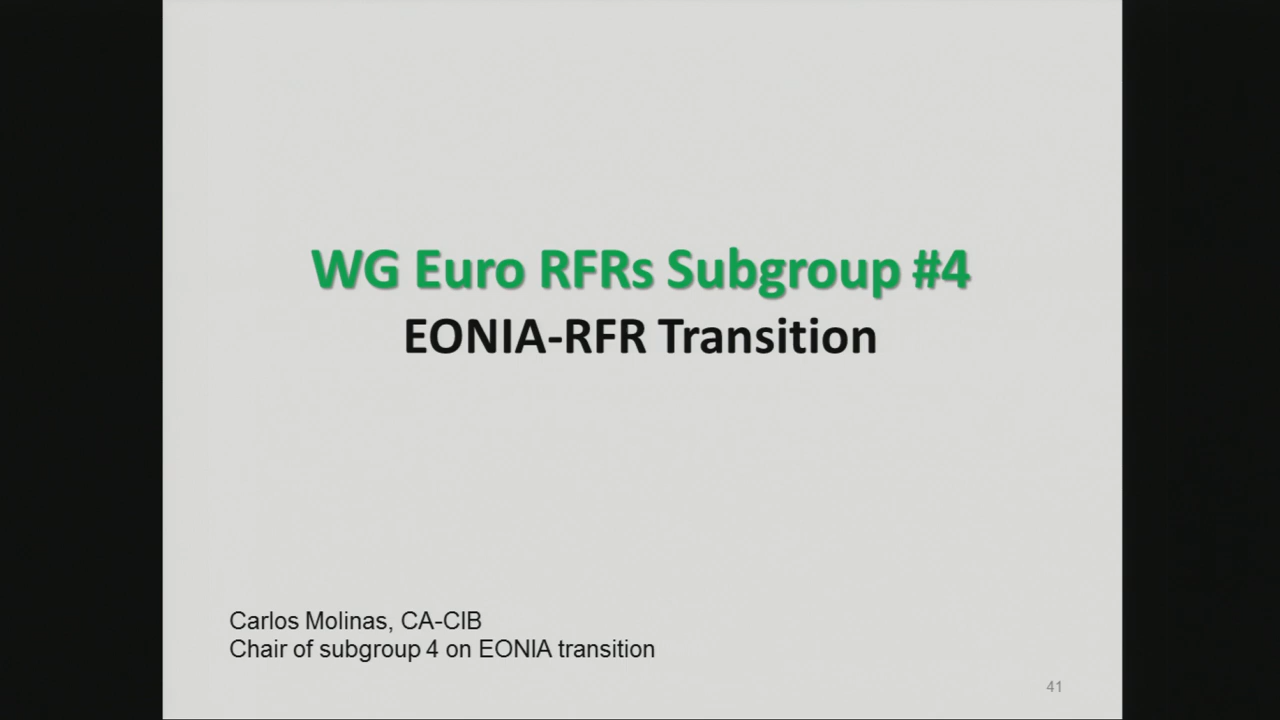 WG Euro RFRs Subgroup #4
EONIA-RFR Transition
Carlos Molinas, CA-CIB
Chair of subgroup 4 on EONIA transition
41